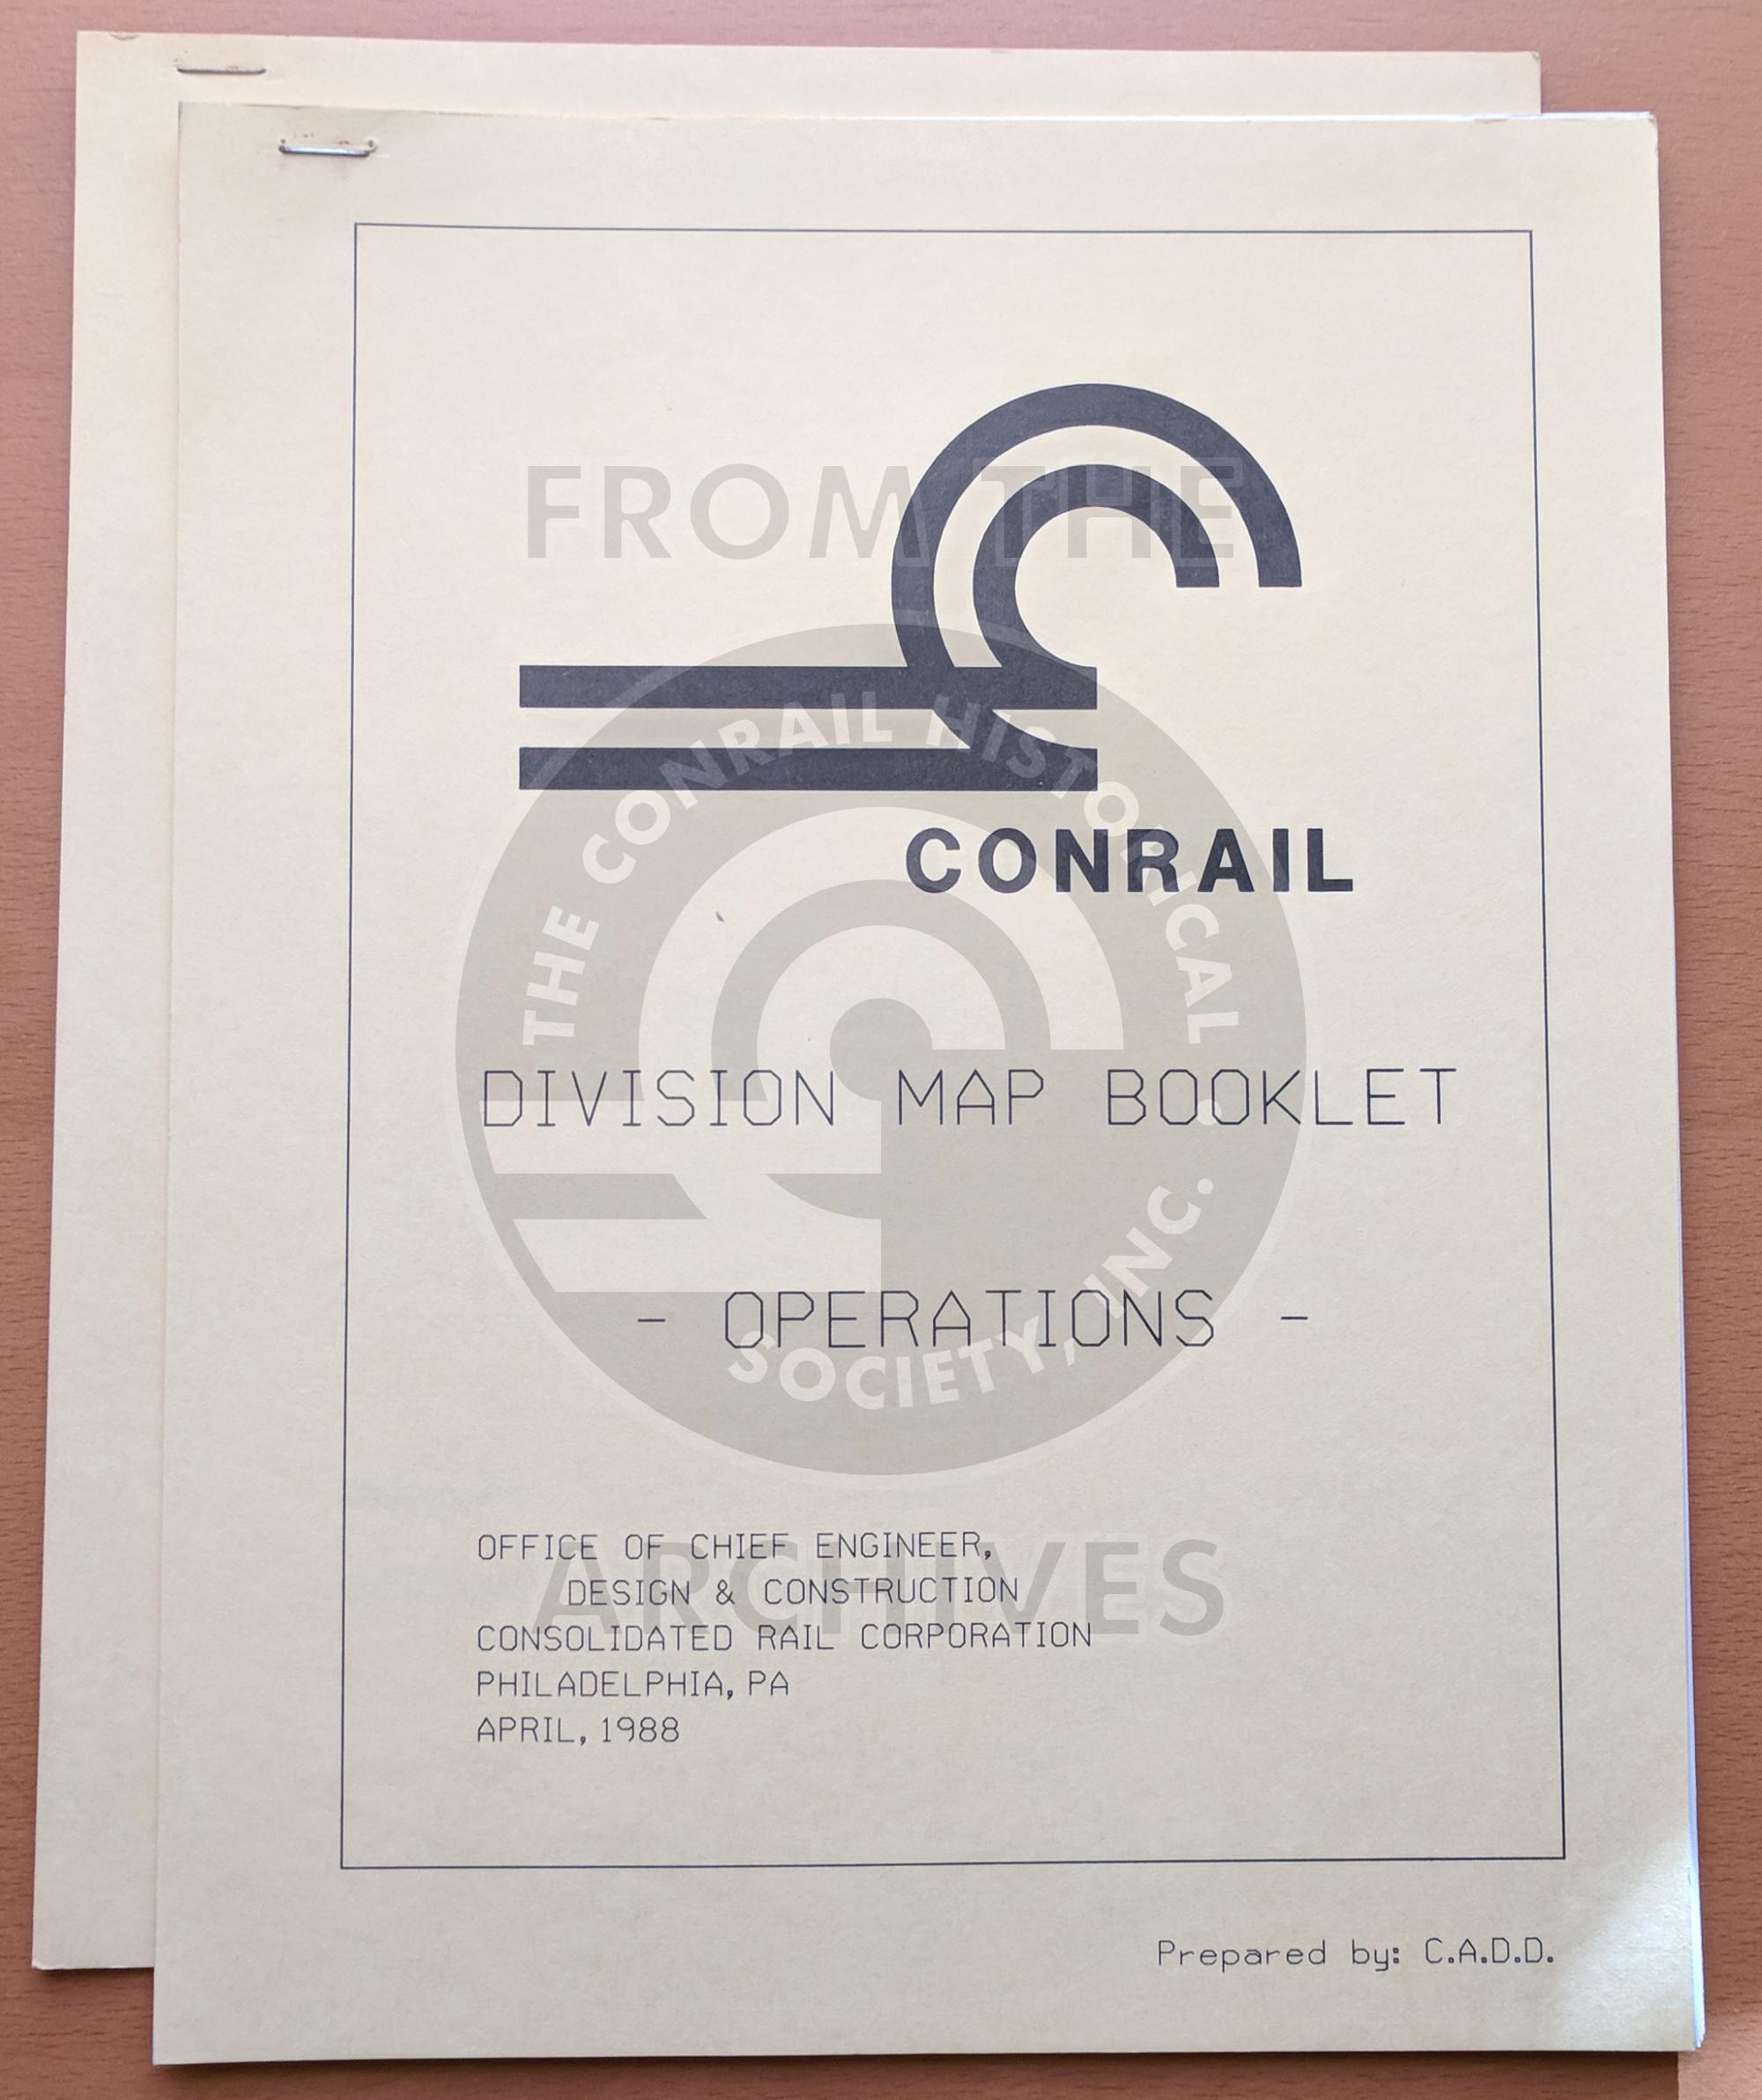 FROM THE
CONRAIL
THE CONRAIL HISTORICAL
DIVISION MAP BOOKLET
- OPERATIONS -
SOCIETY, INC.
OFFICE OF CHIEF ENGINEER,
DESIGN & CONSTRUCTION
ARCHIVES
CONSOLIDATED RAIL CORPORATION
PHILADELPHIA, PA
APRIL, 1988
Prepared by: C.A.D.D.